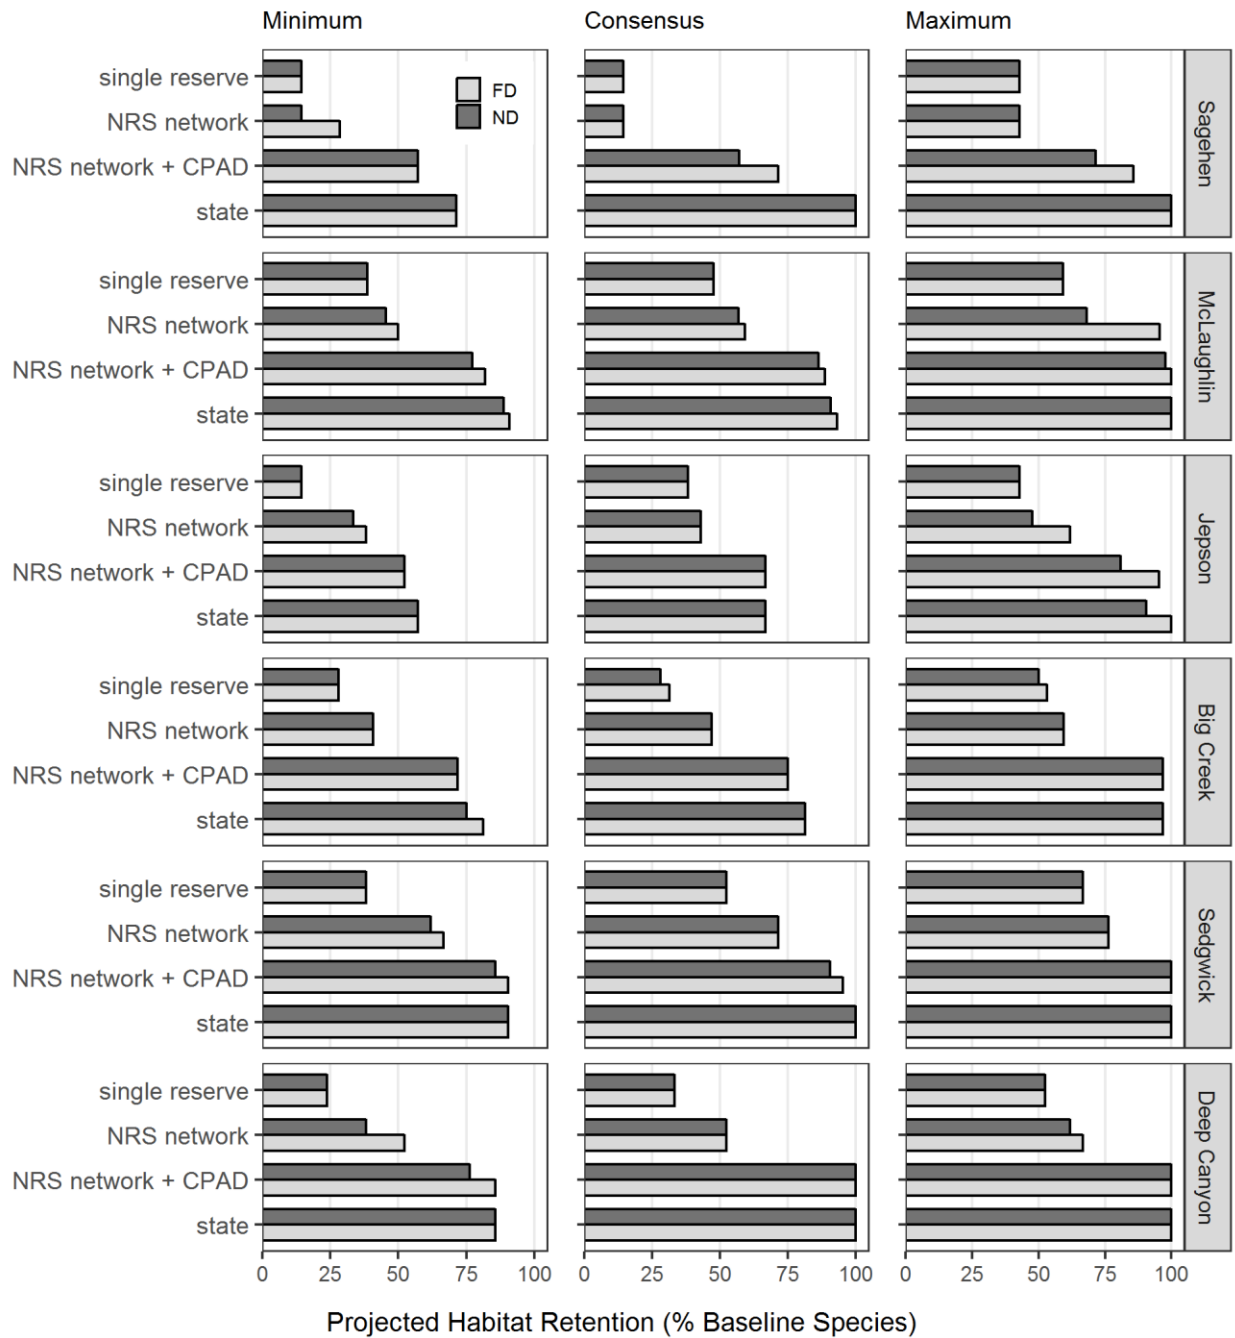 Minimum Consensus Maximum
single reserve
NRS network
NRS network + CPAD
state
FD
ND
Sagehen
single reserve
NRS network
NRS network + CPAD
state
McLaughlin
single reserve
NRS network
NRS network + CPAD
state
Jepson
single reserve
NRS network
NRS network + CPAD
state
Big Creek
single reserve
NRS network
NRS network + CPAD
state
Sedgwick
single reserve
NRS network
NRS network + CPAD
state
Deep Canyon
0 25 50 75 100 0 25 50 75 100 0 25 50 75 100
Projected Habitat Retention (% Baseline Species)